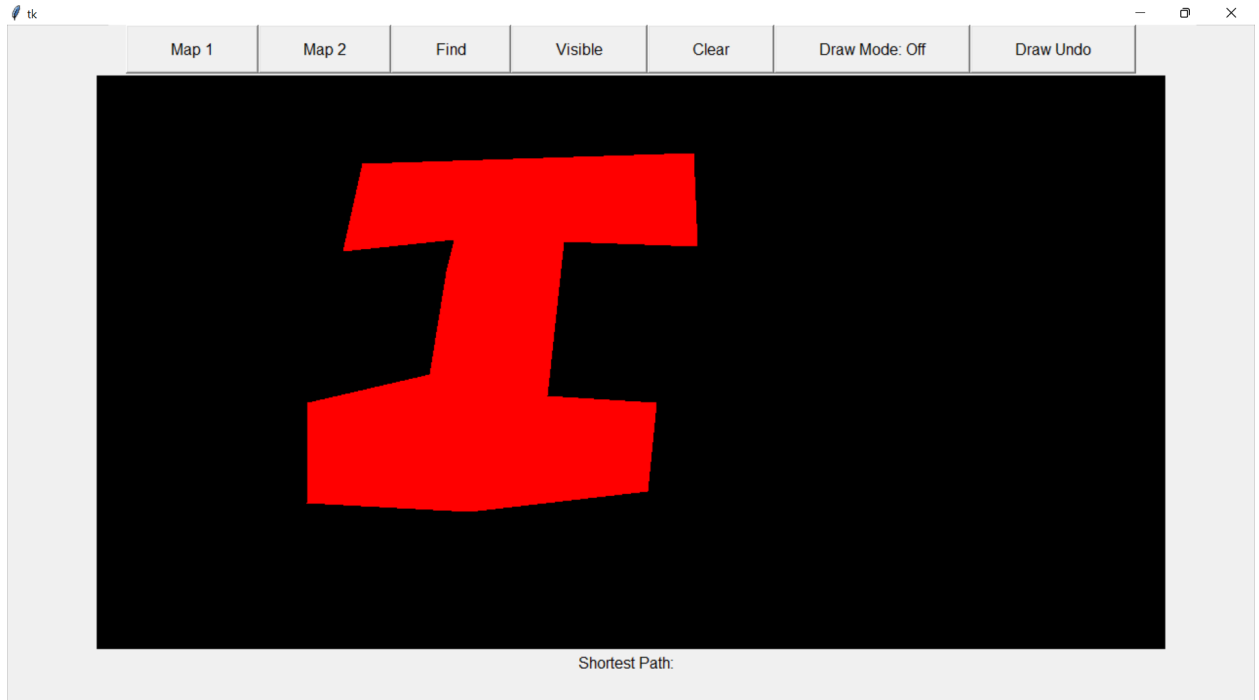 tk
Map 1 Map 2 Find Visible Clear Draw Mode: Off Draw Undo
Shortest Path: